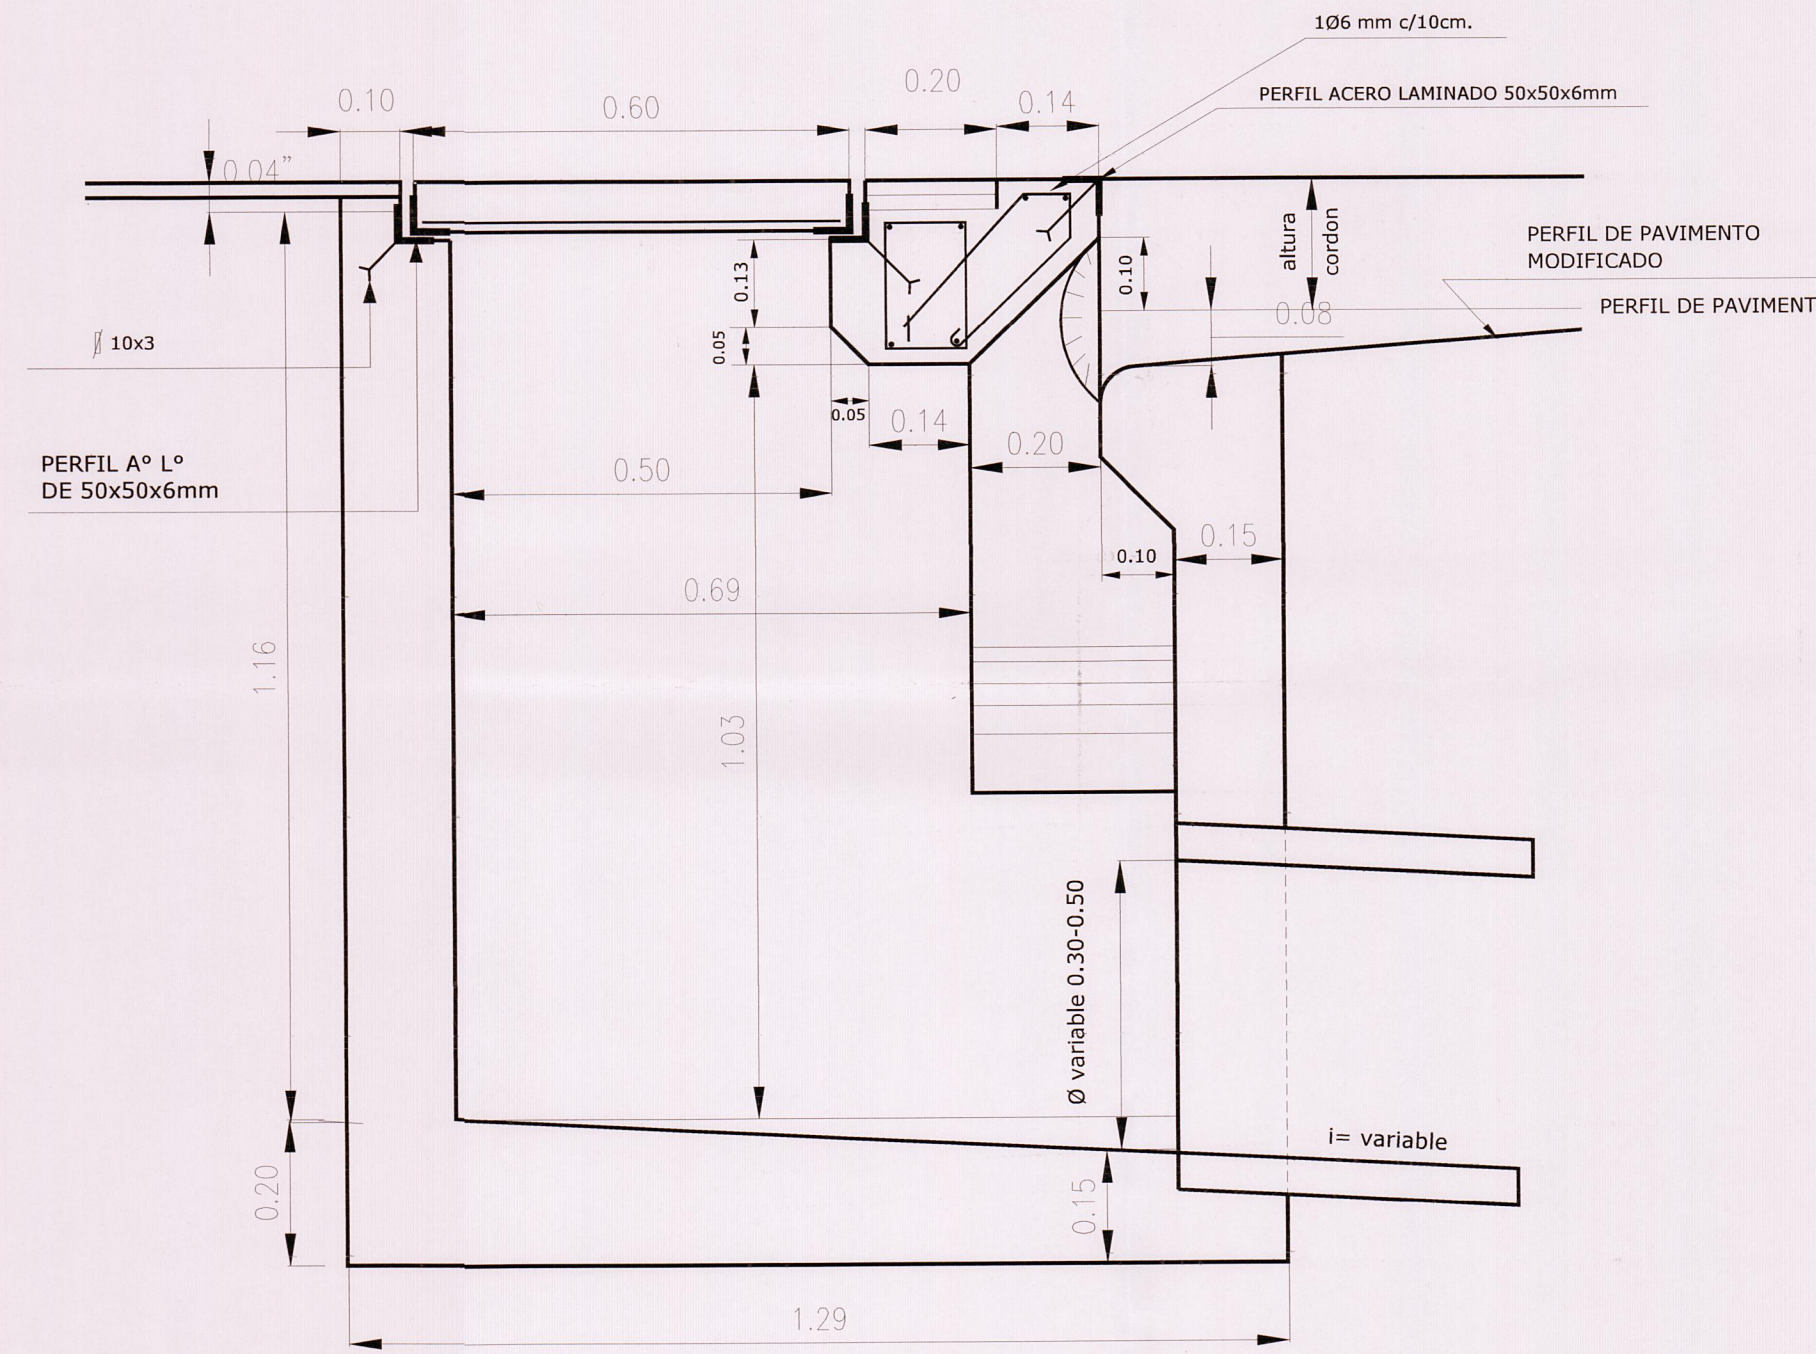 1Ø6 mm c/10cm.
PERFIL ACERO LAMINADO 50x50x6mm
0.10
0.60
0.20
0.14
0.04”
altura
cordon
PERFIL DE PAVIMENTO
MODIFICADO
PERFIL DE PAVIMENT
0.08
0.10
0.13
0.05
10x3
0.05
0.14
0.20
PERFIL Aº Lº
DE 50x50x6mm
0.50
0.15
0.10
0.69
1.16
1.03
Ø variable 0.30-0.50
i= variable
0.20
0.15
1.29